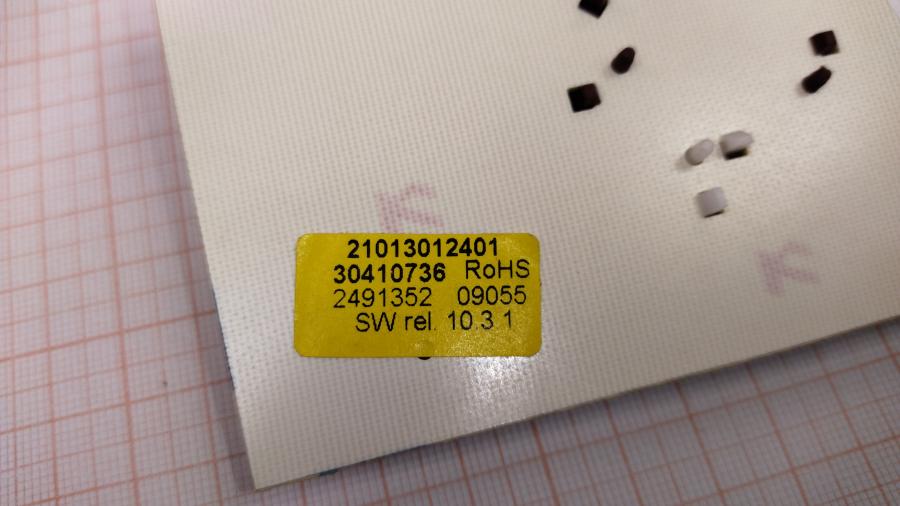 21013012401
30410736 RoHS
2491352 09055
SW rel. 10.3 1